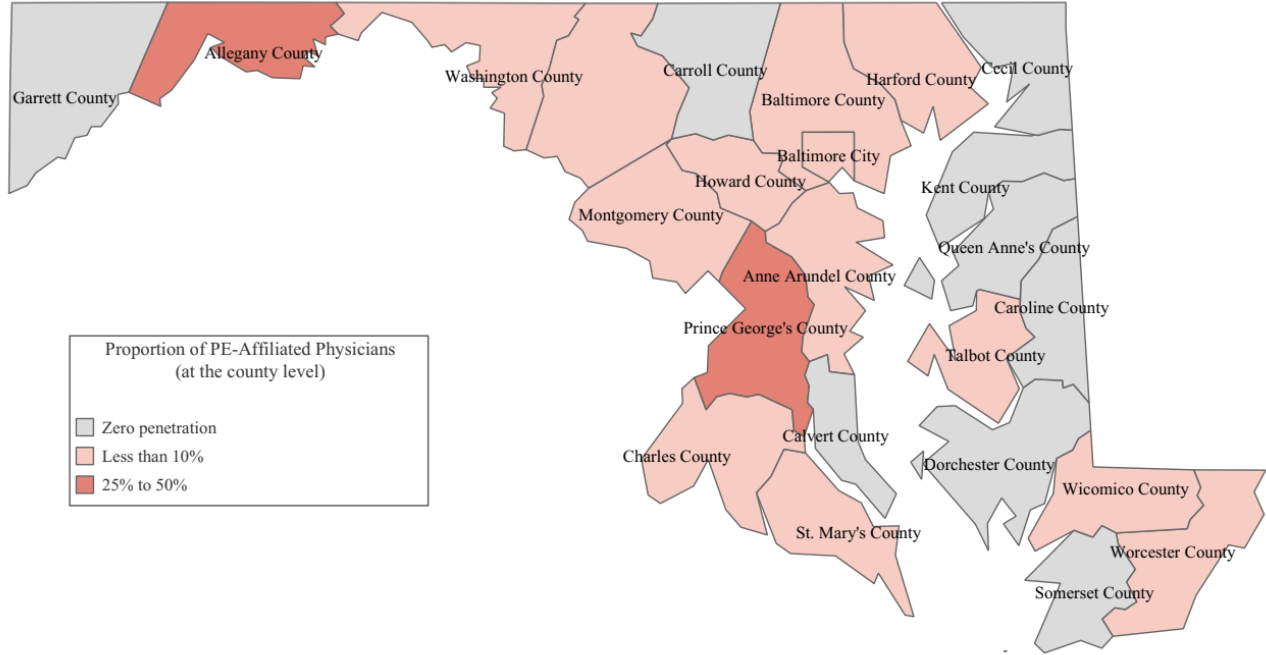 Allegany County
Garrett County
Washington County
Carroll County
Cecil County
Harford County
Baltimore County
Baltimore City
Howard County
Kent County
Montgomery County
Queen Anne's County
Anne Arundel County
Caroline County
Prince George's County
Talbot County
Proportion of PE-Affiliated Physicians
(at the county level)
Zero penetration
Less than 10%
25% to 50%
Calvert County
Charles County
Dorchester County
Wicomico County
St. Mary's County
Worcester County
Somerset County